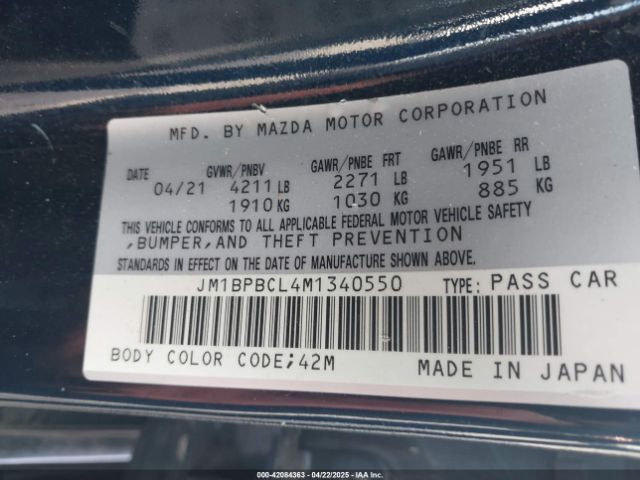 MFD. BY MAZDA MOTOR CORPORATION
DATE GVWR/PNBV GAWR/PNBE FRT GAWR/PNBE RR
04/21 4211 LB 2271 LB 1951 LB
1910 KG 1030 KG 885 KG
THIS VEHICLE CONFORMS TO ALL APPLICABLE FEDERAL MOTOR VEHICLE SAFETY
,BUMPER,AND THEFT PREVENTION
STANDARDS IN EFFECT ON THE DATE OF MANUFACTURE SHOWN ABOVE.
JM1BPBCL4M1340550 TYPE: PASS CAR
BODY COLOR CODE;42M MADE IN JAPAN
000-42084363 - 04/22/2025 - IAAI.COM